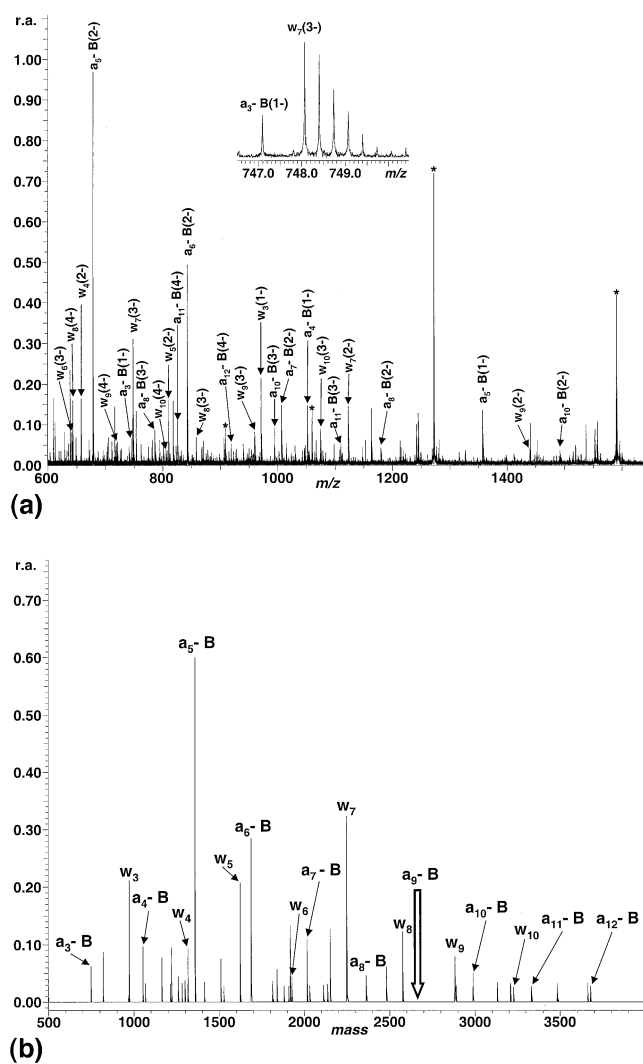 r.a.
1.00
0.90
0.80
0.70
0.60
0.50
0.40
0.30
0.20
0.10
0.00
600
800
1000
1200
1400
m/z
a5- B(2-)
w6(3-)
w8(4-)
w4(2-)
w9(4-)
a3- B(1-)
w7(3-)
a8- B(3-)
w10(4-)
w5(2-)
a11- B(4-)
a6- B(2-)
w8(3-)
a12- B(4-)
*
w9(3-)
w3(1-)
a10- B(3-)
a7- B(2-)
a4- B(1-)
*
w10(3-)
a11- B(3-)
w7(2-)
a8- B(2-)
*
a5- B(1-)
w9(2-)
a10- B(2-)
*
w7(3-)
a3- B(1-)
747.0 748.0 749.0 m/z
(a)
r.a.
0.70
0.60
0.50
0.40
0.30
0.20
0.10
0.00
500
1000
1500
2000
2500
3000
3500
mass
a3- B
w3
a4- B
w4
a5- B
w5
a6- B
w6
a7- B
w7
a8- B
w8
a9- B
w9
a10- B
w10
a11- B
a12- B
(b)